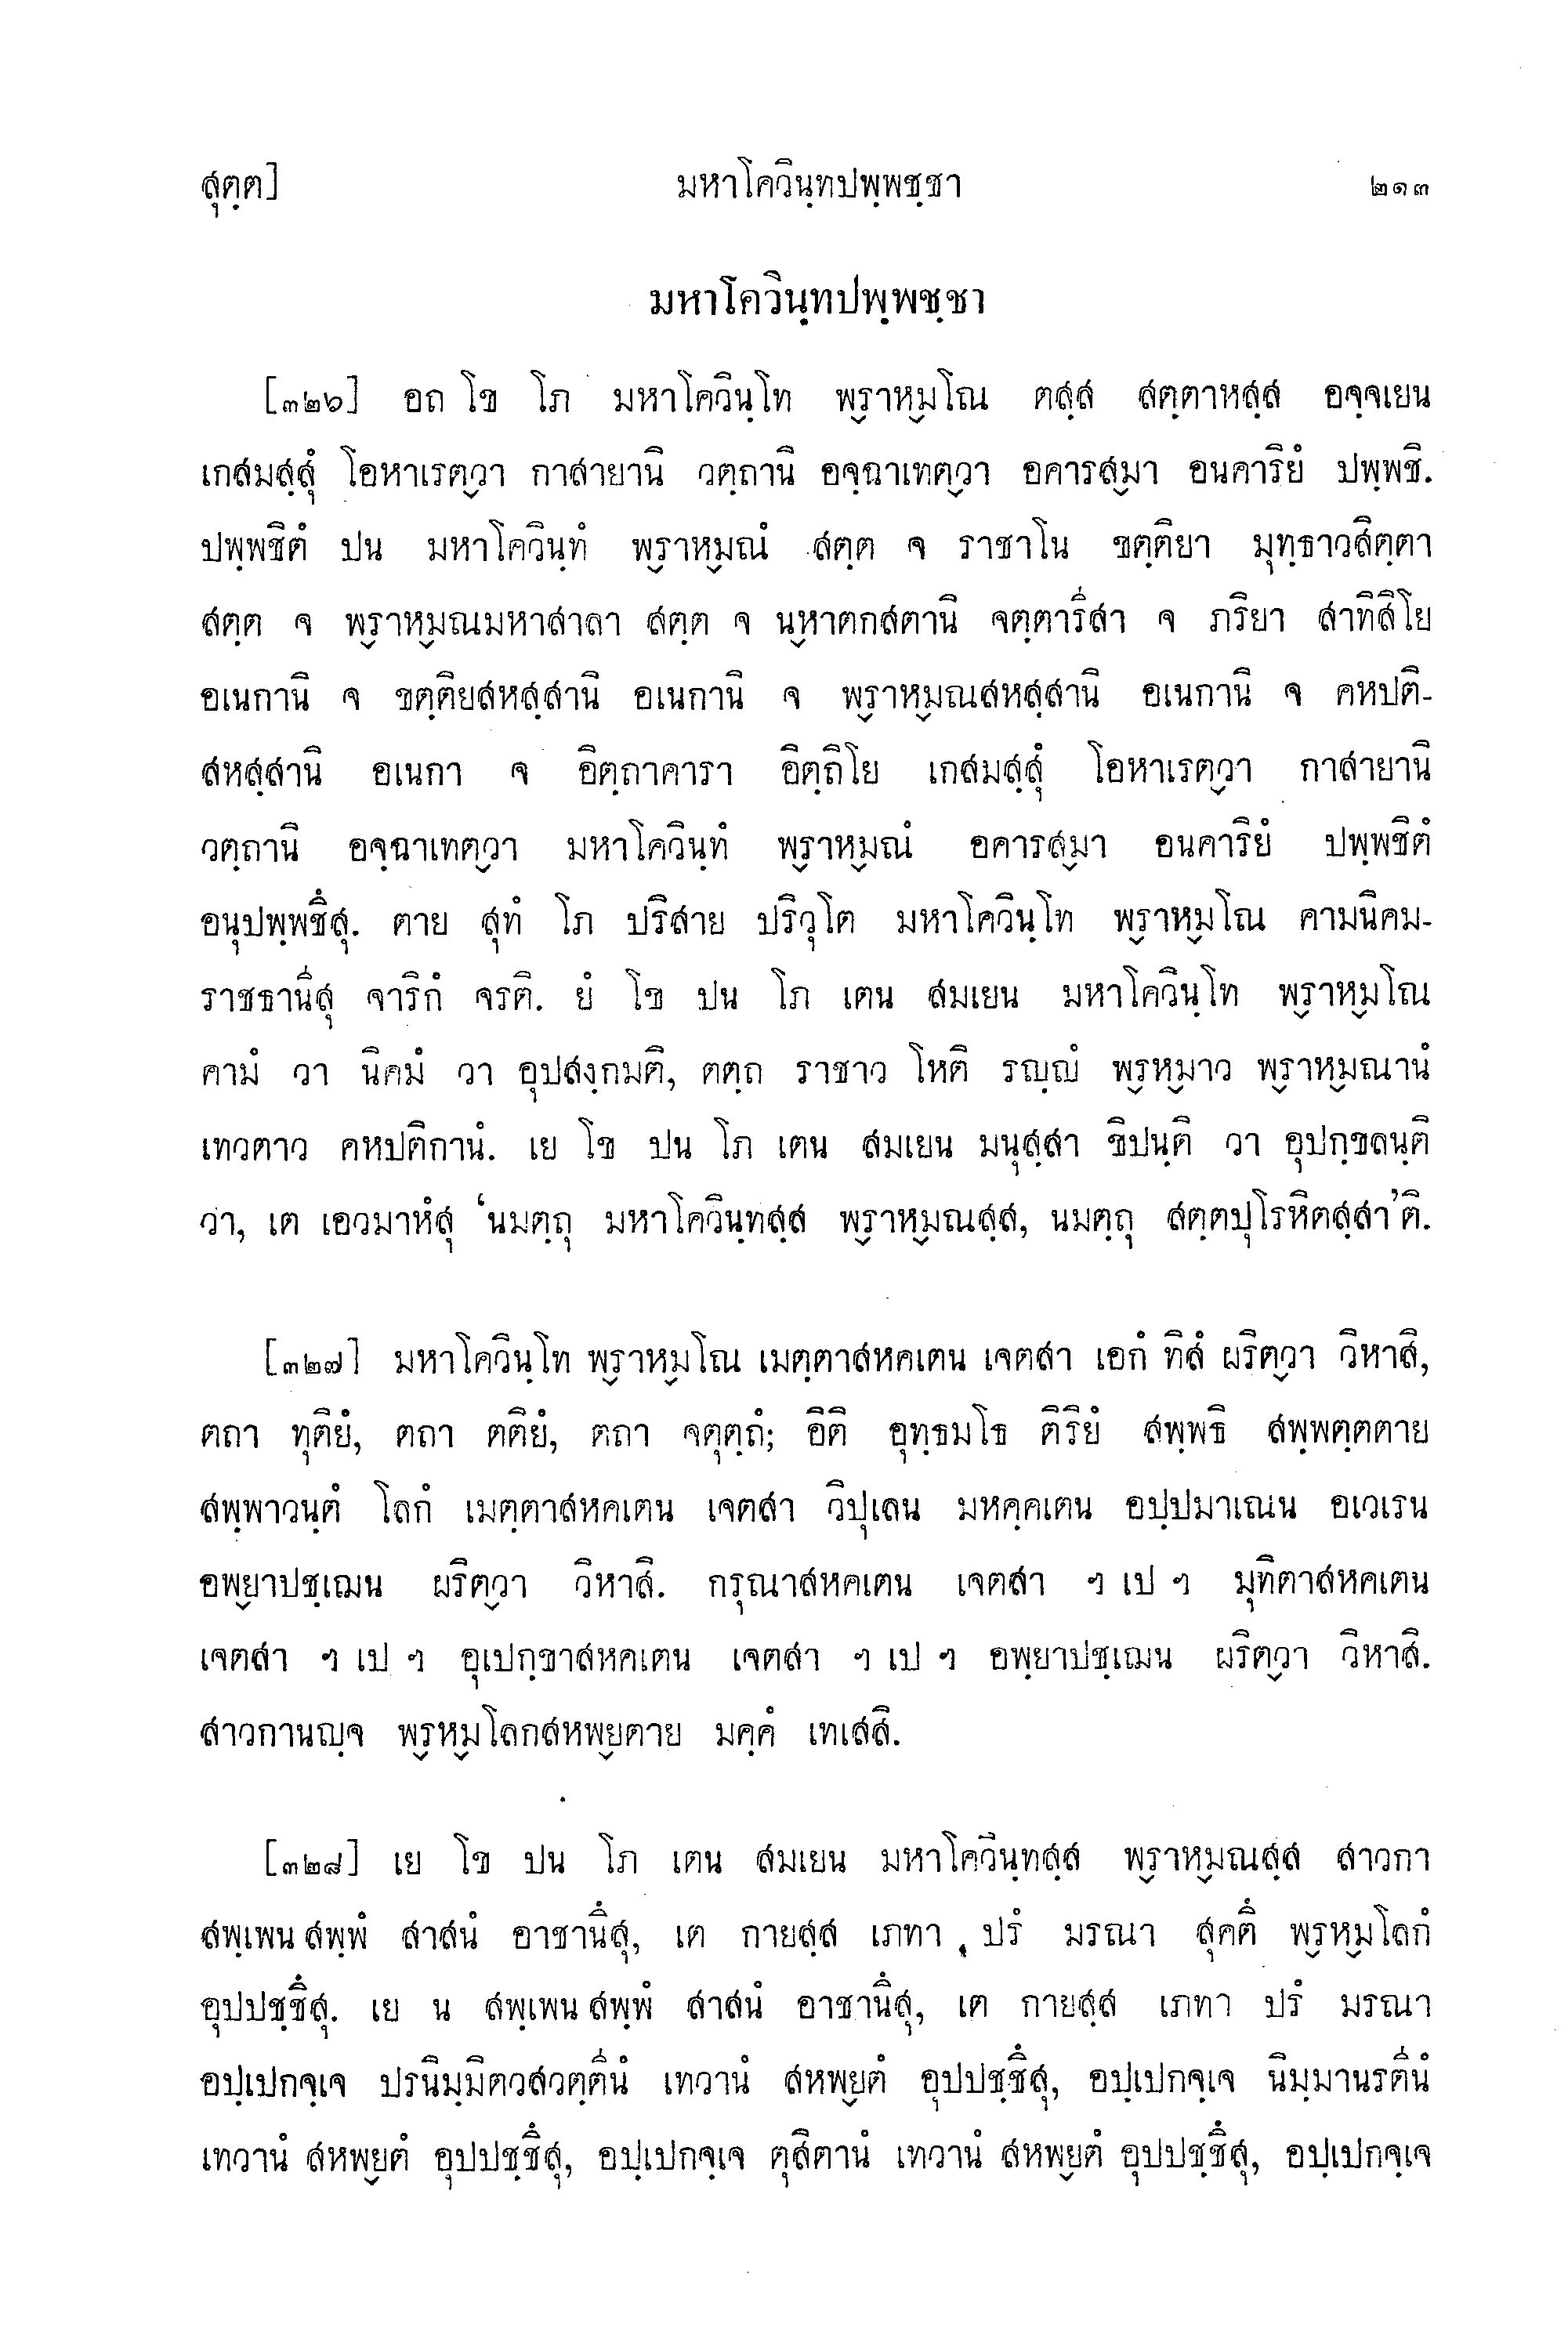 สุตฺต] มหาโควินฺทปพฺพชฺชา ๒๑๓
มหาโควินฺทปพฺพชฺชา
[๓๒๖] อถ โข โภ มหาโควินฺโท พฺราหฺมโณ ตสฺส สตฺตาหสฺส อจฺจเยน
เกสมสฺสุํ โอหาเรตฺวา กาสายานิ วตฺถานิ อจฺฉาเทตฺวา อคารสฺมา อนคาริยํ ปพฺพชิ.
ปพฺพชิตํ ปน มหาโควินฺทํ พฺราหฺมณํ สตฺต จ ราชาโน ขตฺติยา มุทฺธาวสิตฺตา
สตฺต จ พฺราหฺมณมหาสาลา สตฺต จ นฺหาตกสตานิ จตฺตารีสา จ ภริยา สาทิสิโย
อเนกานิ จ ขตฺติยสหสฺสานิ อเนกานิ จ พฺราหฺมณสหสฺสานิ อเนกานิ จ คหปติ-
สหสฺสานิ อเนกา จ อิตฺถาคารา อิตฺถิโย เกสมสฺสุํ โอหาเรตฺวา กาสายานิ
วตฺถานิ อจฺฉาเทตฺวา มหาโควินฺทํ พฺราหฺมณํ อคารสฺมา อนคาริยํ ปพฺพชิตํ
อนุปพฺพชึสุ. ตาย สุทํ โภ ปริสาย ปริวุโต มหาโควินฺโท พฺราหฺมโณ คามนิคม-
ราชธานีสุ จาริกํ จรติ. ยํ โข ปน โภ เตน สมเยน มหาโควินฺโท พฺราหฺมโณ
คามํ วา นิคมํ วา อุปสงฺกมติ, ตตฺถ ราชาว โหติ รญฺญํ พฺรหฺมาว พฺราหฺมณานํ
เทวตาว คหปติกานํ. เย โข ปน โภ เตน สมเยน มนุสฺสา ขิปนฺติ วา อุปกฺขลนฺติ
วา, เต เอวมาหํสุ ‘นมตฺถุ มหาโควินฺทสฺส พฺราหฺมณสฺส, นมตฺถุ สตฺตปุโรหิตสฺสา’ติ.
[๓๒๗] มหาโควินฺโท พฺราหฺมโณ เมตฺตาสหคเตน เจตสา เอกํ ทิสํ ผริตฺวา วิหาสิ,
ตถา ทุติยํ, ตถา ตติยํ, ตถา จตุตฺถํ; อิติ อุทฺธมโธ ติริยํ สพฺพธิ สพฺพตฺตตาย
สพฺพาวนฺตํ โลกํ เมตฺตาสหคเตน เจตสา วิปุเลน มหคฺคเตน อปฺปมาเณน อเวเรน
อพฺยาปชฺเฌน ผริตฺวา วิหาสิ. กรุณาสหคเตน เจตสา ฯ เป ฯ มุทิตาสหคเตน
เจตสา ฯ เป ฯ อุเปกฺขาสหคเตน เจตสา ฯ เป ฯ อพฺยาปชฺเฌน ผริตฺวา วิหาสิ.
สาวกานญฺจ พฺรหฺมโลกสหพฺยตาย มคฺคํ เทเสสิ.
[๓๒๘] เย โข ปน โภ เตน สมเยน มหาโควินฺทสฺส พฺราหฺมณสฺส สาวกา
สพฺเพน สพฺพํ สาสนํ อาชานึสุ, เต กายสฺส เภทา ปรํ มรณา สุคตึ พฺรหฺมโลกํ
อุปปชฺชึสุ. เย น สพฺเพน สพฺพํ สาสนํ อาชานึสุ, เต กายสฺส เภทา ปรํ มรณา
อปฺเปกจฺเจ ปรนิมฺมิตวสวตฺตีนํ เทวานํ สหพฺยตํ อุปปชฺชึสุ, อปฺเปกจฺเจ นิมฺมานรตีนํ
เทวานํ สหพฺยตํ อุปปชฺชึสุ, อปฺเปกจฺเจ ตุสิตานํ เทวานํ สหพฺยตํ อุปปชฺชึสุ, อปฺเปกจฺเจ